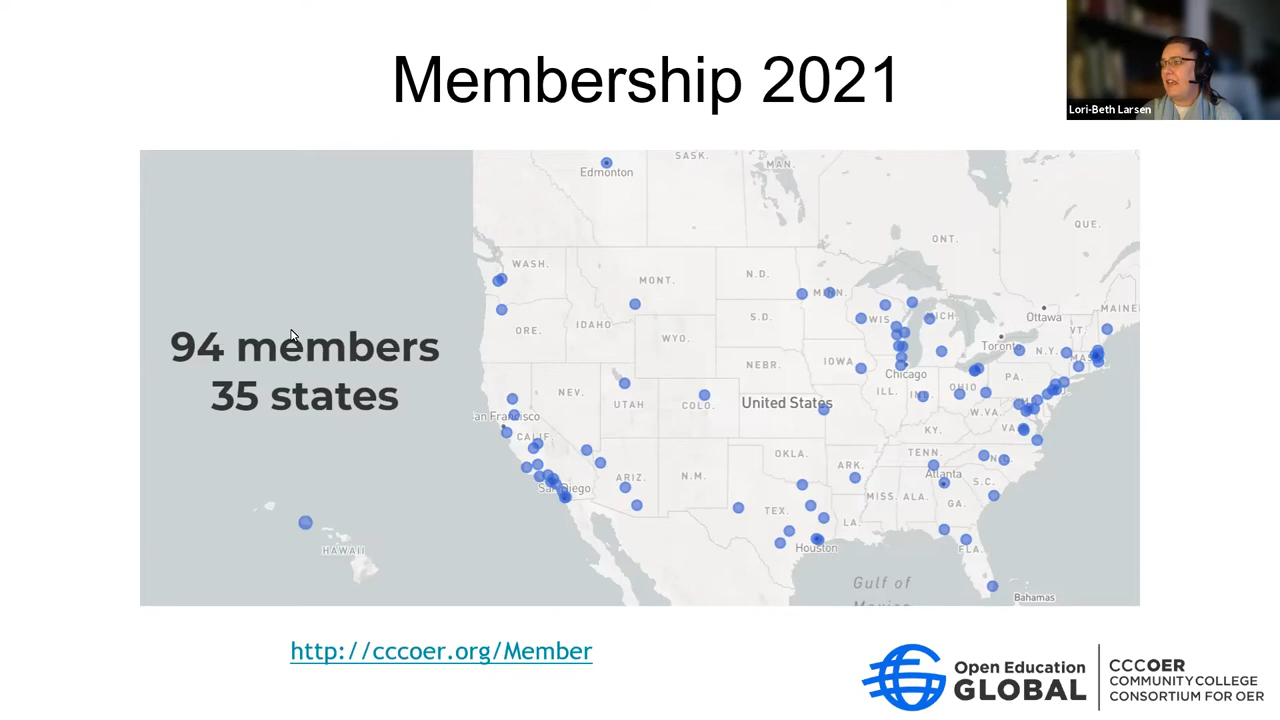 Membership 2021
Lori-Beth Larsen
SASK.
MAN.
Edmonton
QUE.
ONT.
WASH.
MONT.
N.D.
MINN.
MAINE
Ottawa
S.D.
WIS.
MICH.
VT.
ORE.
IDAHO
WYO.
Toronto
N.Y.
MASS.
94 members
35 states
NEBR.
IOWA
Chicago
PA.
NEV.
UTAH
COLO.
United States
ILL.
IND.
OHIO
an Francisco
W.VA.
CALIF.
KY.
VA.
OKLA.
TENN.
N.C.
ARIZ.
N.M.
ARK.
Atlanta
San Diego
S.C.
MISS.
ALA.
GA.
TEX.
LA.
Houston
FLA.
HAWAII
Gulf of
Mexico
Bahamas
http://cccoer.org/Member
Open Education
GLOBAL
CCCOER
COMMUNITY COLLEGE
CONSORTIUM FOR OER